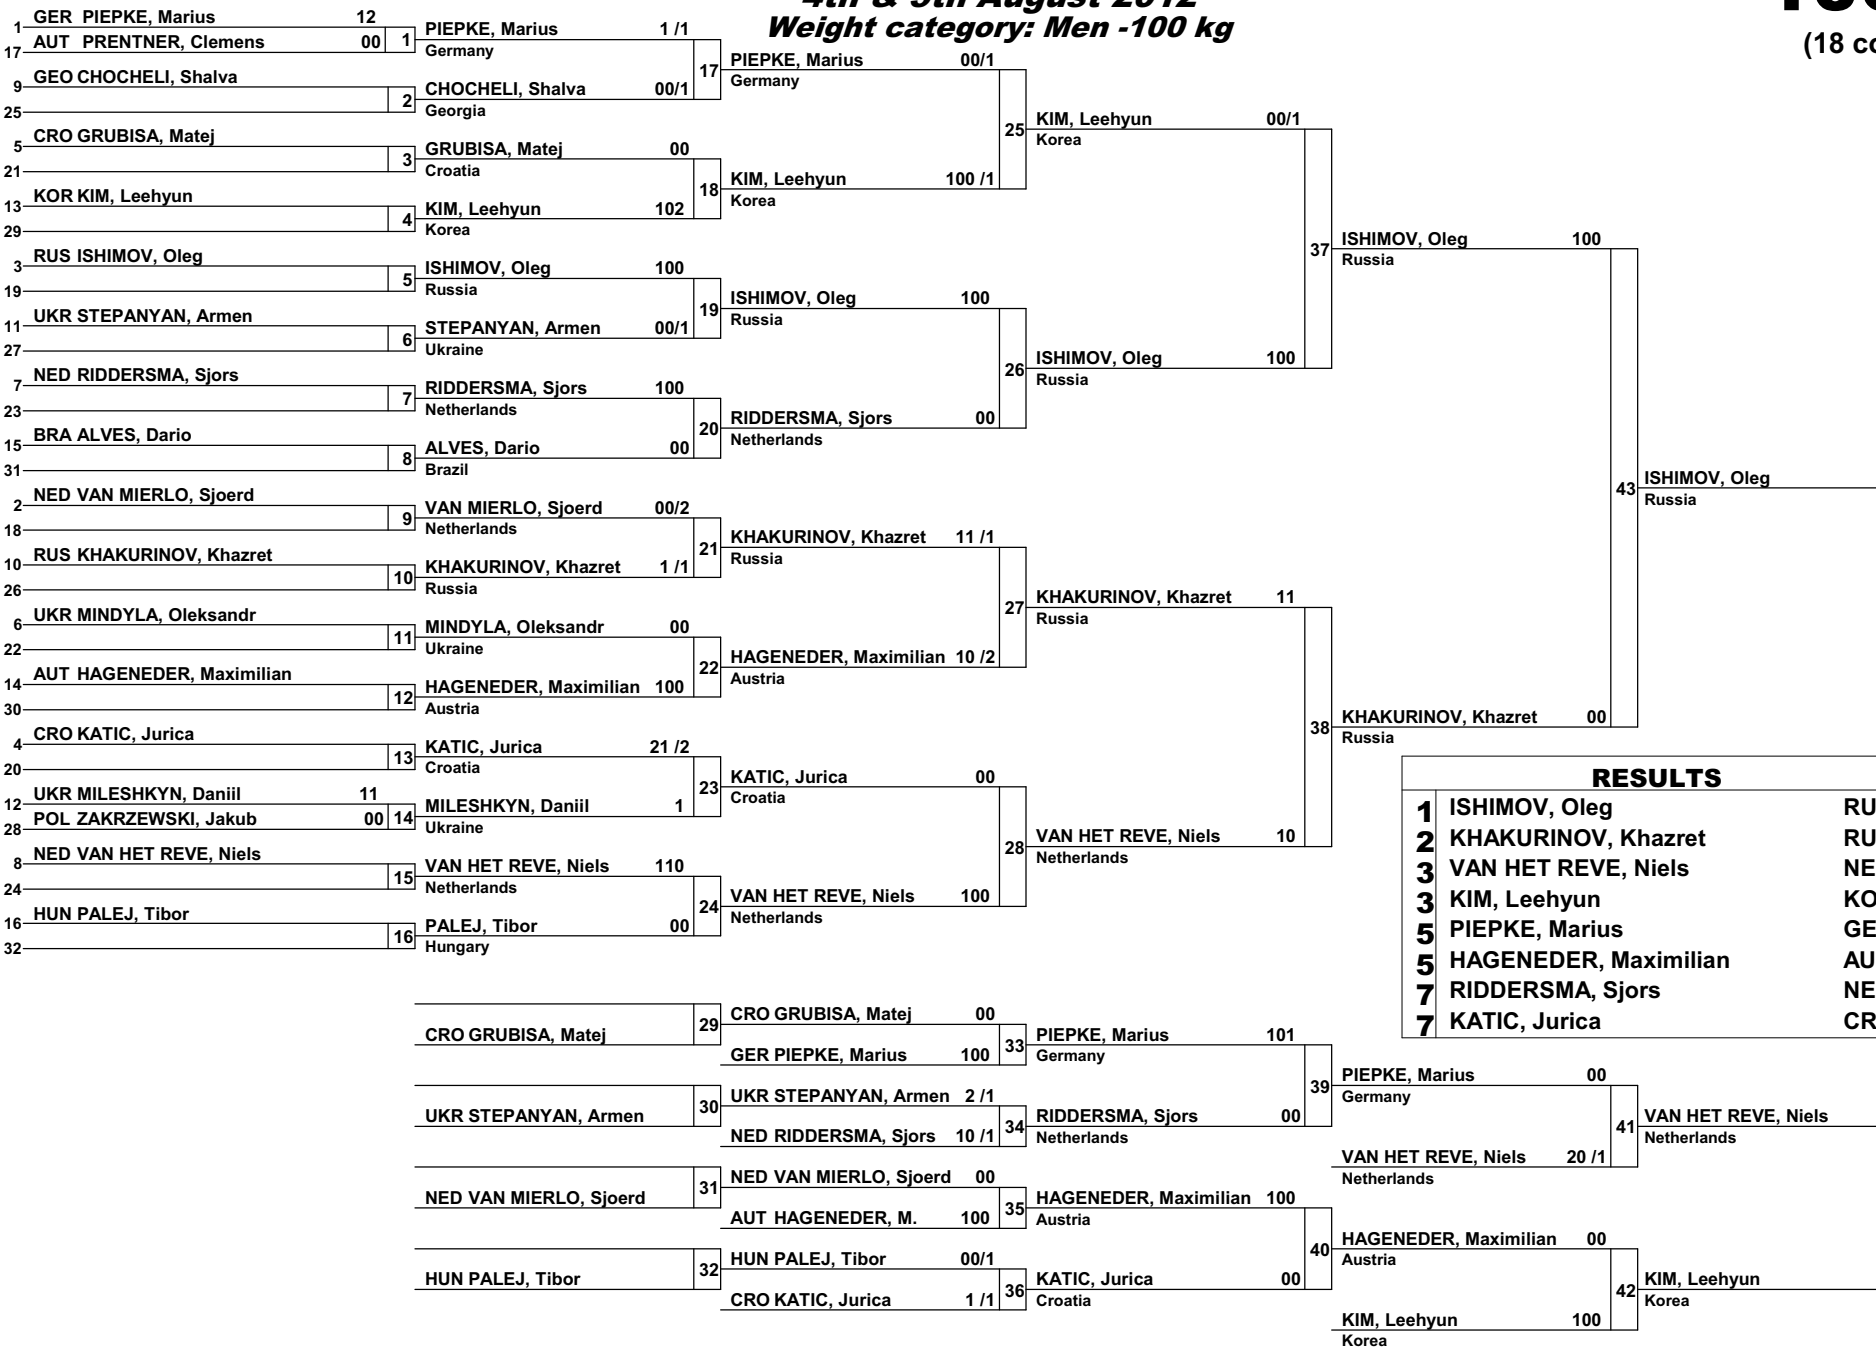 4th & 5th August 2012
Weight category: Men -100 kg
(18 co
1 GER PIEPKE, Marius 12
17 AUT PRENTNER, Clemens 00
1
9 GEO CHOCHELI, Shalva
25
2
5 CRO GRUBISA, Matej
21
3
13 KOR KIM, Leehyun
29
4
3 RUS ISHIMOV, Oleg
19
5
11 UKR STEPANYAN, Armen
27
6
7 NED RIDDERSMA, Sjors
23
7
15 BRA ALVES, Dario
31
8
2 NED VAN MIERLO, Sjoerd
18
9
10 RUS KHAKURINOV, Khazret
26
10
6 UKR MINDYLA, Oleksandr
22
11
14 AUT HAGENEDER, Maximilian
30
12
4 CRO KATIC, Jurica
20
13
12 UKR MILESHKYN, Daniil 11
28 POL ZAKRZEWSKI, Jakub 00
14
8 NED VAN HET REVE, Niels
24
15
16 HUN PALEJ, Tibor
32
16
PIEPKE, Marius 1 /1
Germany
17
CHOCHELI, Shalva 00/1
Georgia
GRUBISA, Matej 00
Croatia
18
KIM, Leehyun 102
Korea
ISHIMOV, Oleg 100
Russia
19
STEPANYAN, Armen 00/1
Ukraine
RIDDERSMA, Sjors 100
Netherlands
20
ALVES, Dario 00
Brazil
VAN MIERLO, Sjoerd 00/2
Netherlands
21
KHAKURINOV, Khazret 1 /1
Russia
MINDYLA, Oleksandr 00
Ukraine
22
HAGENEDER, Maximilian 100
Austria
KATIC, Jurica 21 /2
Croatia
23
MILESHKYN, Daniil 1
Ukraine
VAN HET REVE, Niels 110
Netherlands
24
PALEJ, Tibor 00
Hungary
PIEPKE, Marius 00/1
Germany
25
KIM, Leehyun 100 /1
Korea
ISHIMOV, Oleg 100
Russia
26
RIDDERSMA, Sjors 00
Netherlands
KHAKURINOV, Khazret 11 /1
Russia
27
HAGENEDER, Maximilian 10 /2
Austria
KATIC, Jurica 00
Croatia
28
VAN HET REVE, Niels 100
Netherlands
KIM, Leehyun 00/1
Korea
37
ISHIMOV, Oleg 100
Russia
KHAKURINOV, Khazret 11
Russia
38
VAN HET REVE, Niels 10
Netherlands
ISHIMOV, Oleg 100
Russia
43
KHAKURINOV, Khazret 00
Russia
ISHIMOV, Oleg
Russia
RESULTS
1 ISHIMOV, Oleg RU
2 KHAKURINOV, Khazret RU
3 VAN HET REVE, Niels NE
3 KIM, Leehyun KO
5 PIEPKE, Marius GE
5 HAGENEDER, Maximilian AU
7 RIDDERSMA, Sjors NE
7 KATIC, Jurica CR
CRO GRUBISA, Matej
29
UKR STEPANYAN, Armen
30
NED VAN MIERLO, Sjoerd
31
HUN PALEJ, Tibor
32
CRO GRUBISA, Matej 00
GER PIEPKE, Marius 100
33
UKR STEPANYAN, Armen 2 /1
NED RIDDERSMA, Sjors 10 /1
34
NED VAN MIERLO, Sjoerd 00
AUT HAGENEDER, M. 100
35
HUN PALEJ, Tibor 00/1
CRO KATIC, Jurica 1 /1
36
PIEPKE, Marius 101
Germany
39
RIDDERSMA, Sjors 00
Netherlands
HAGENEDER, Maximilian 100
Austria
40
KATIC, Jurica 00
Croatia
PIEPKE, Marius 00
Germany
41
VAN HET REVE, Niels 20 /1
Netherlands
HAGENEDER, Maximilian 00
Austria
42
KIM, Leehyun 100
Korea
VAN HET REVE, Niels
Netherlands
KIM, Leehyun
Korea